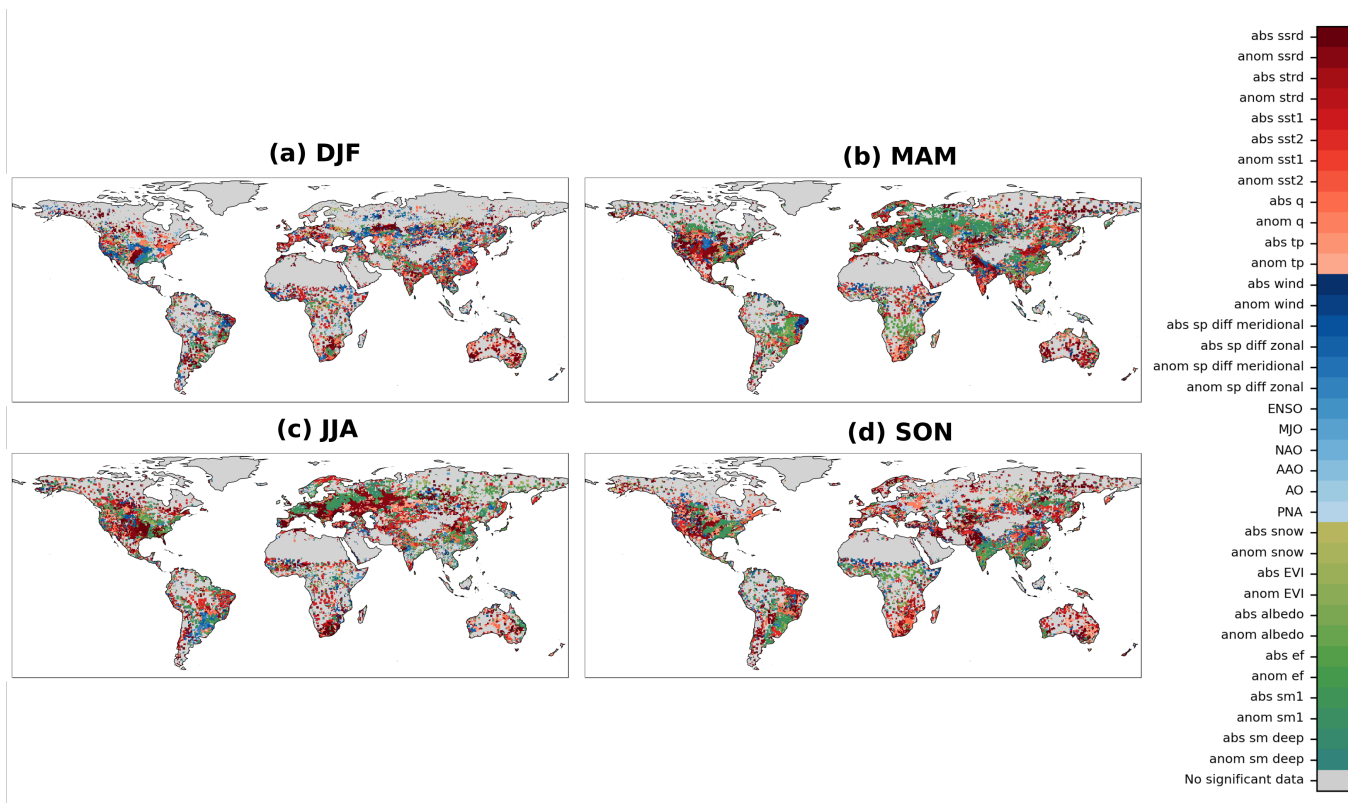 (a) DJF
(b) MAM
(c) JJA
(d) SON
abs ssrd
anom ssrd
abs strd
anom strd
abs sst1
abs sst2
anom sst1
anom sst2
abs q
anom q
abs tp
anom tp
abs wind
anom wind
abs sp diff meridional
abs sp diff zonal
anom sp diff meridional
anom sp diff zonal
ENSO
MJO
NAO
AAO
AO
PNA
abs snow
anom snow
abs EVI
anom EVI
abs albedo
anom albedo
abs ef
anom ef
abs sm1
anom sm1
abs sm deep
anom sm deep
No significant data